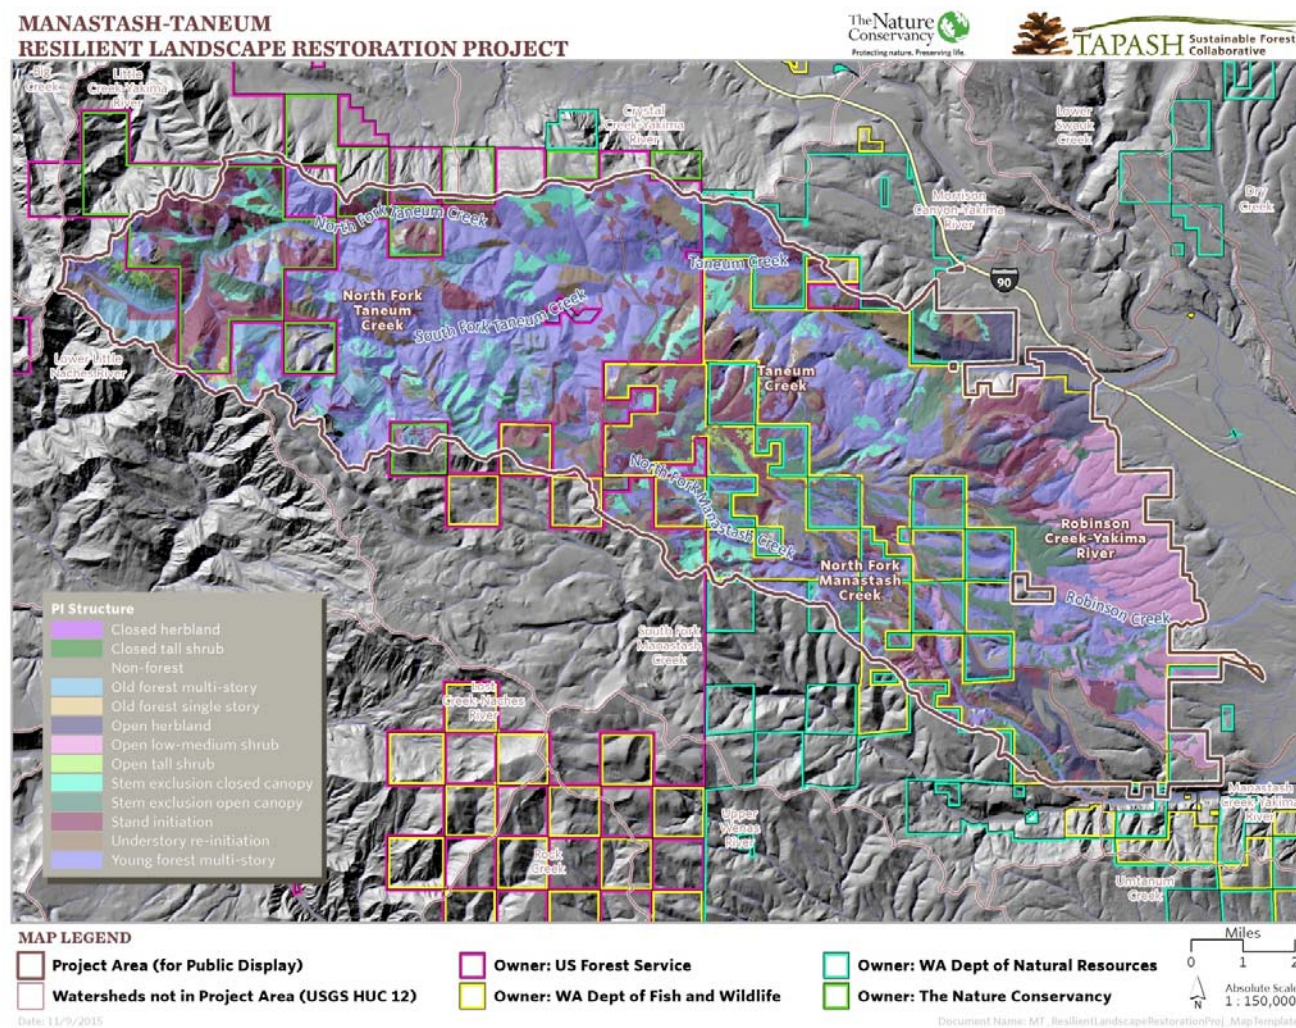 MANASTASH-TANEUM
RESILIENT LANDSCAPE RESTORATION PROJECT
The Nature
Conservancy
Protecting nature. Preserving life.
TAPASH Sustainable Forest
Collaborative
Big
Creek
Little
Creek-Yakima
River
Crystal
Creek-Yakima
River
Lower
Swauk
Creek
Dry
Creek
Morrison
Canyon-Yakima
River
90
North Fork Taneum Creek
Taneum Creek
North Fork
Taneum
Creek
South Fork Taneum Creek
Lower Little
Naches River
Taneum
Creek
North Fork Manastash Creek
Robinson
Creek-Yakima
River
North Fork
Manastash
Creek
Robinson Creek
South Fork
Manastash
Creek
Lost
Creek-Naches
River
Manastash
Creek-Yakima
River
Upper
Wenas
River
Rock
Creek
Umtanum
Creek
PI Structure
Closed herbland
Closed tall shrub
Non-forest
Old forest multi-story
Old forest single story
Open herbland
Open low-medium shrub
Open tall shrub
Stem exclusion closed canopy
Stem exclusion open canopy
Stand initiation
Understory re-initiation
Young forest multi-story
MAP LEGEND
Project Area (for Public Display)
Watersheds not in Project Area (USGS HUC 12)
Owner: US Forest Service
Owner: WA Dept of Fish and Wildlife
Owner: WA Dept of Natural Resources
Owner: The Nature Conservancy
Miles
0 1 2
N
Absolute Scale
1 : 150,000
Date: 11/9/2015
Document Name: MT_ResilientLandscapeRestorationProj_MapTemplate